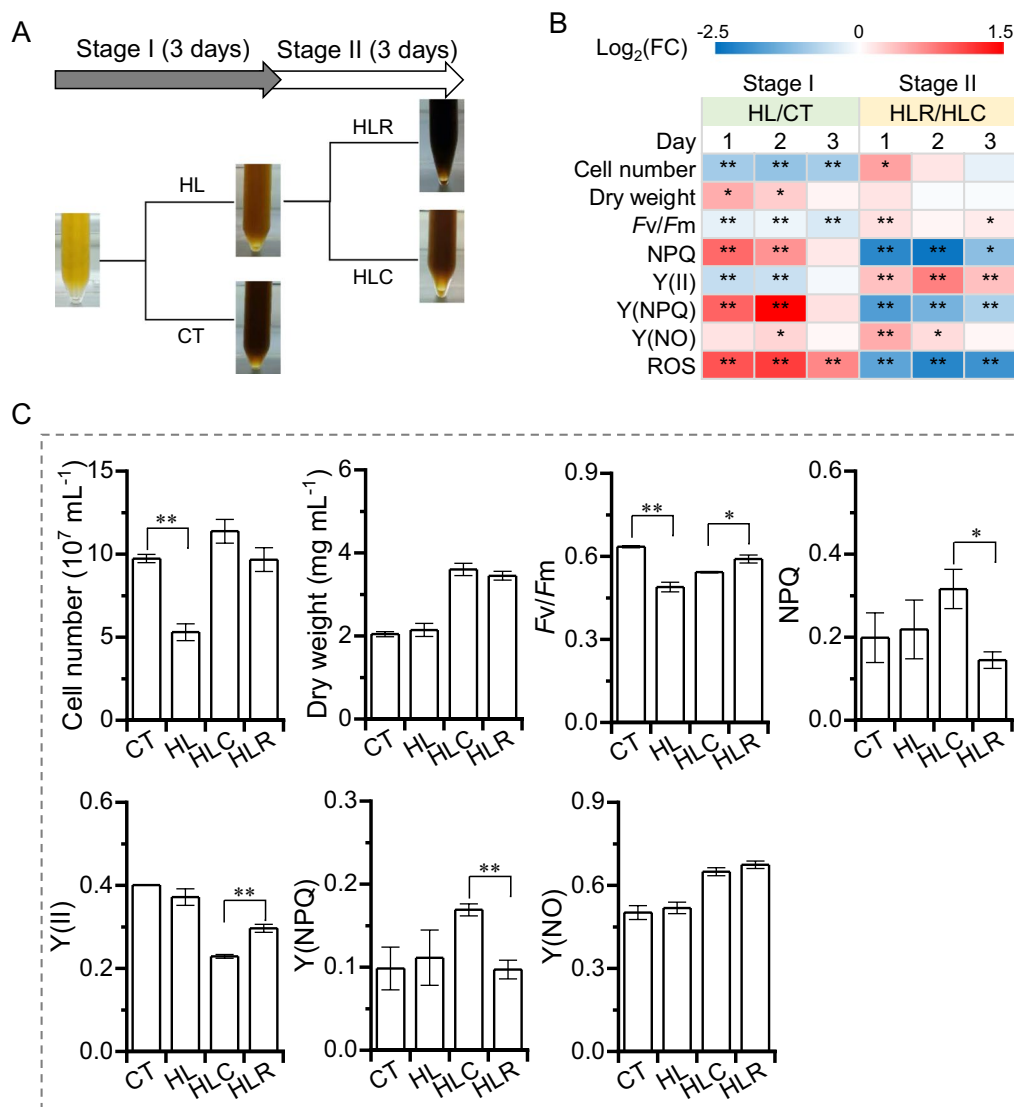 A
Stage I (3 days) Stage II (3 days)
HLR
HL
HLC
CT
B
Log2(FC)
-2.5 0 1.5
Stage I Stage II
HL/CT HLR/HLC
Day 1 2 3 1 2 3
Cell number ** ** ** *
Dry weight * *
Fv/Fm ** ** ** ** *
NPQ ** ** ** ** *
Y(II) ** ** ** ** **
Y(NPQ) ** ** ** ** **
Y(NO) * ** *
ROS ** ** ** ** ** **
C
Cell number (10⁷ mL⁻¹)
15
10
5
0
**
CT HL HLC HLR
Dry weight (mg mL⁻¹)
6
4
2
0
CT HL HLC HLR
Fv/Fm
0.9
0.6
0.3
0.0
** *
CT HL HLC HLR
NPQ
0.6
0.4
0.2
0.0
*
CT HL HLC HLR
Y(II)
0.6
0.4
0.2
0.0
**
CT HL HLC HLR
Y(NPQ)
0.3
0.2
0.1
0.0
**
CT HL HLC HLR
Y(NO)
0.9
0.6
0.3
0.0
CT HL HLC HLR